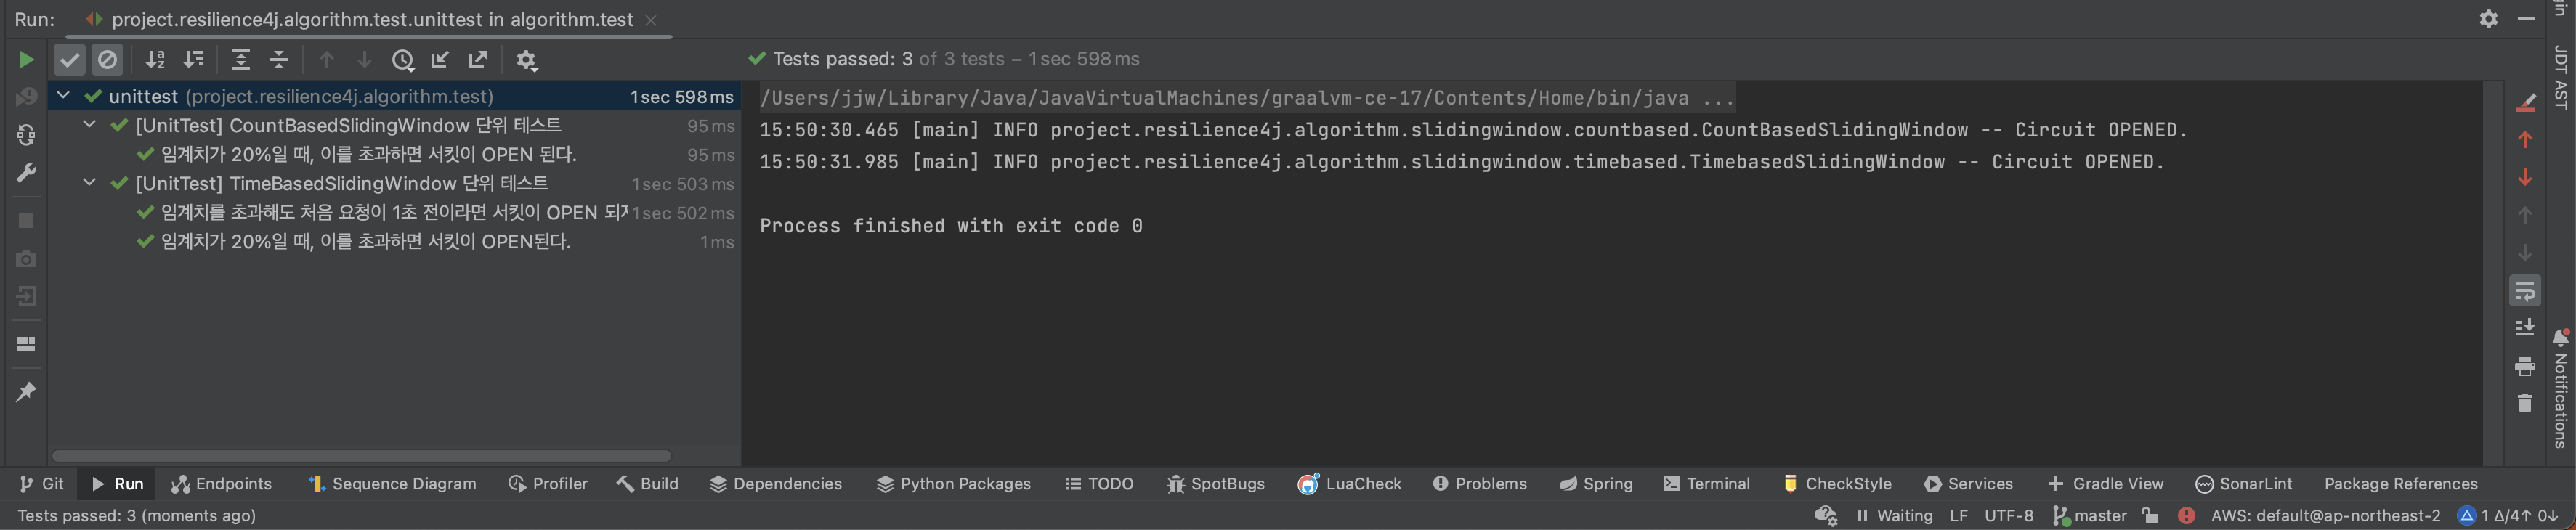 Run: project.resilience4j.algorithm.test.unittest in algorithm.test
Tests passed: 3 of 3 tests – 1 sec 598 ms
unittest (project.resilience4j.algorithm.test) 1 sec 598 ms
[UnitTest] CountBasedSlidingWindow 단위 테스트 95 ms
임계치가 20%일 때, 이를 초과하면 서킷이 OPEN 된다. 95 ms
[UnitTest] TimeBasedSlidingWindow 단위 테스트 1 sec 503 ms
임계치를 초과해도 처음 요청이 1초 전이라면 서킷이 OPEN 1 sec 502 ms
임계치가 20%일 때, 이를 초과하면 서킷이 OPEN된다. 1 ms
/Users/jjw/Library/Java/JavaVirtualMachines/graalvm-ce-17/Contents/Home/bin/java ...
15:50:30.465 [main] INFO project.resilience4j.algorithm.slidingwindow.countbased.CountBasedSlidingWindow -- Circuit OPENED.
15:50:31.985 [main] INFO project.resilience4j.algorithm.slidingwindow.timebased.TimebasedSlidingWindow -- Circuit OPENED.
Process finished with exit code 0
JDT AST
Notifications
Git Run Endpoints Sequence Diagram Profiler Build Dependencies Python Packages TODO SpotBugs LuaCheck Problems Spring Terminal CheckStyle Services Gradle View SonarLint Package References
Tests passed: 3 (moments ago) Waiting LF UTF-8 master AWS: default@ap-northeast-2 1 Δ/4↑ 0↓